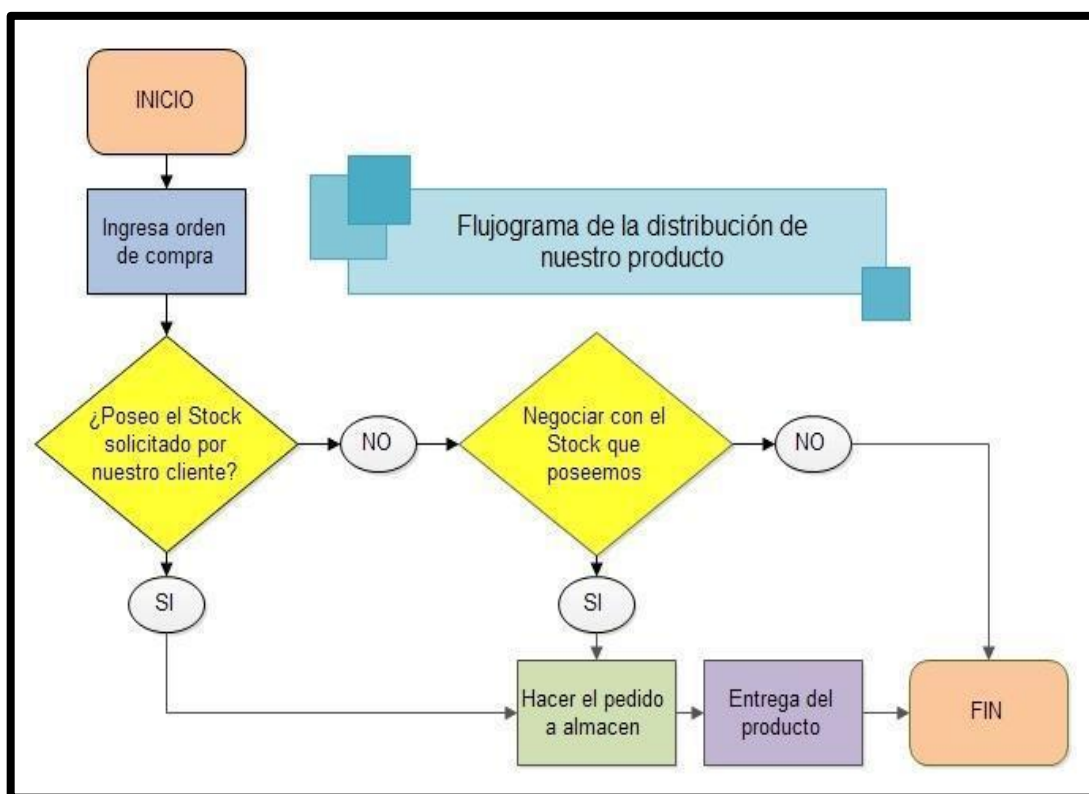 INICIO
Ingresa orden
de compra
Flujograma de la distribución de
nuestro producto
¿Poseo el Stock
solicitado por
nuestro cliente?
NO
Negociar con el
Stock que
poseemos
NO
SI
SI
Hacer el pedido
a almacen
Entrega del
producto
FIN